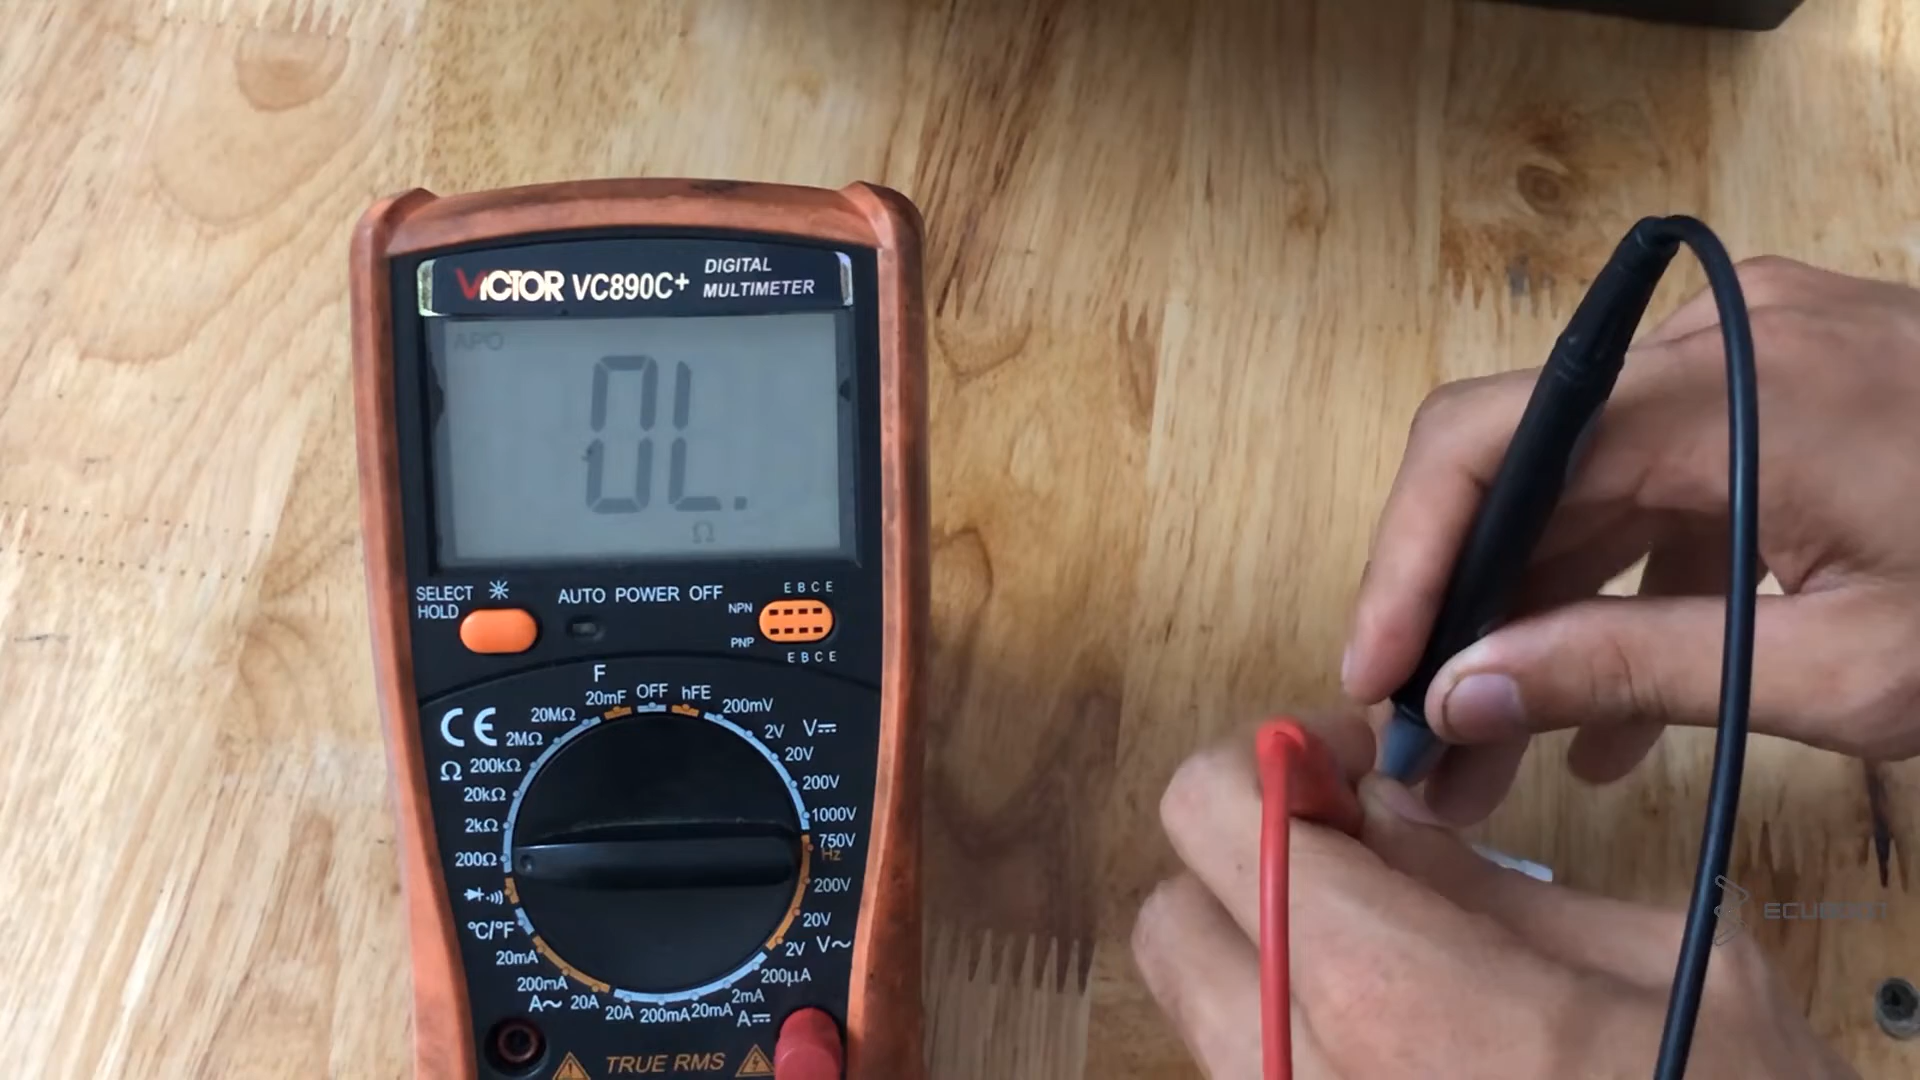 VICTOR VC890C+ DIGITAL MULTIMETER
APO
0L.
Ω
SELECT
HOLD
AUTO POWER OFF
E B C E
NPN
PNP
E B C E
F
20mF
OFF
hFE
200mV
2V
V⎓
20V
200V
1000V
750V
Hz
200V
20V
2V
V~
200µA
2mA
20mA
A⎓
200mA
20A
20A
A~
200mA
20mA
°C/°F
200Ω
2kΩ
20kΩ
200kΩ
Ω
2MΩ
20MΩ
CE
TRUE RMS